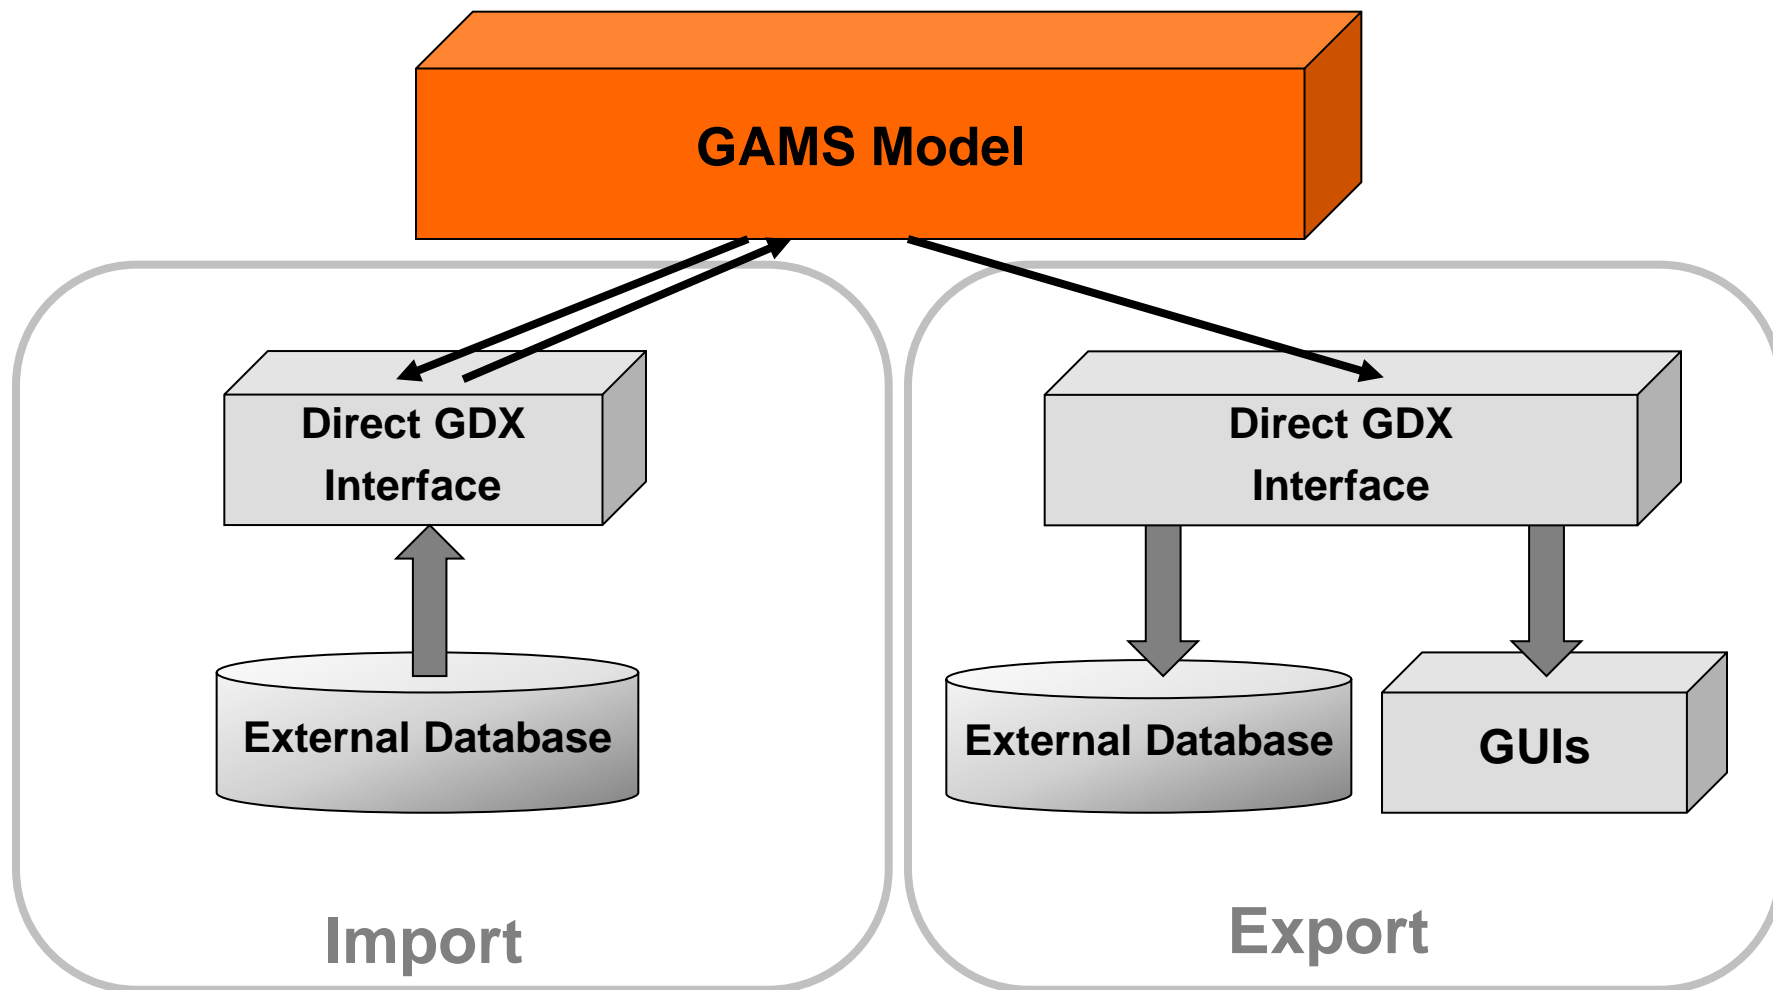 GAMS Model
Direct GDX
Interface
External Database
Import
Direct GDX
Interface
External Database
GUIs
Export